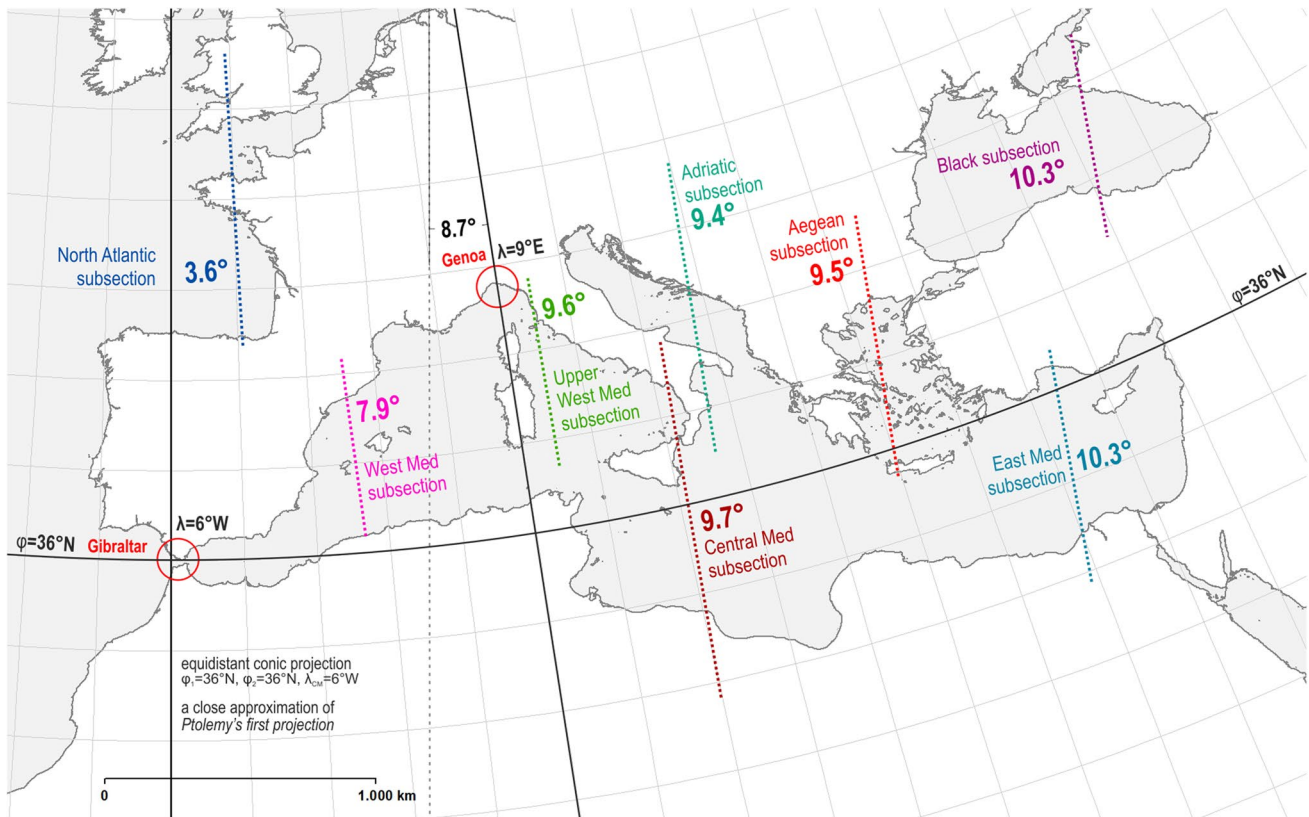 Adriatic
subsection
9.4°
Black subsection
10.3°
Aegean
subsection
9.5°
8.7°
λ=9°E
Genoa
North Atlantic
subsection
3.6°
9.6°
Upper
West Med
subsection
φ=36°N
7.9°
West Med
subsection
East Med
subsection
10.3°
9.7°
Central Med
subsection
λ=6°W
φ=36°N
Gibraltar
equidistant conic projection
φ₁=36°N, φ₂=36°N, λCM=6°W
a close approximation of
Ptolemy's first projection
0
1.000 km